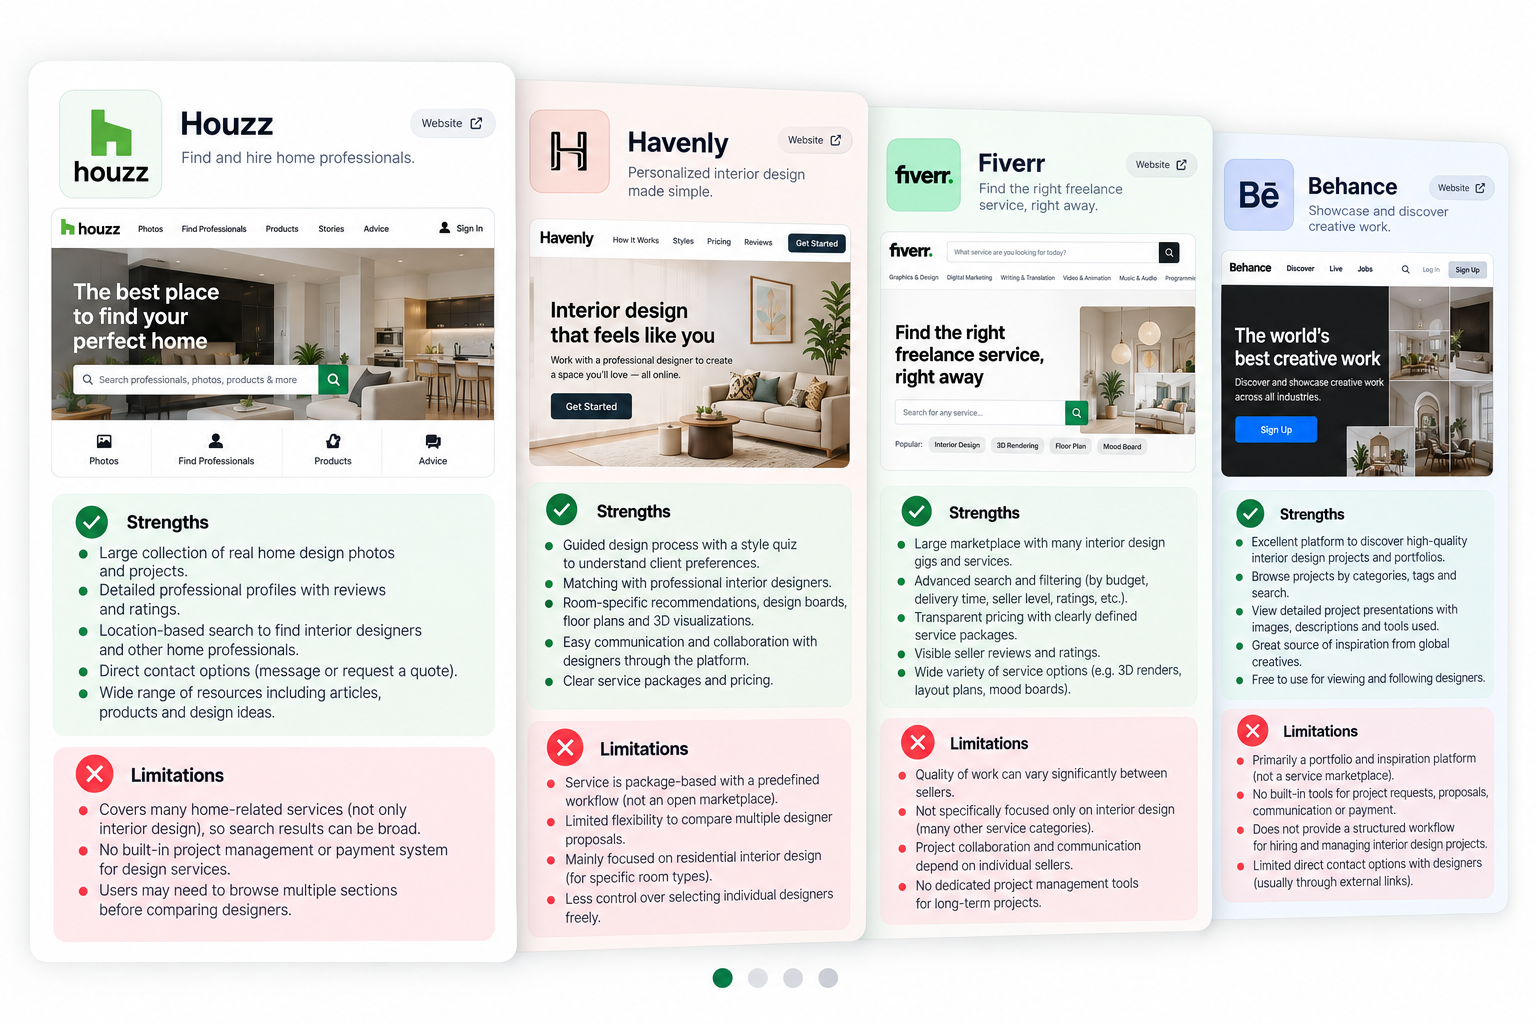 houzz
Houzz
Find and hire home professionals.
Website
houzz
Photos
Find Professionals
Products
Stories
Advice
Sign In
The best place
to find your
perfect home
Search professionals, photos, products & more
Photos
Find Professionals
Products
Advice
Strengths
Large collection of real home design photos
and projects.
Detailed professional profiles with reviews
and ratings.
Location-based search to find interior designers
and other home professionals.
Direct contact options (message or request a quote).
Wide range of resources including articles,
products and design ideas.
Limitations
Covers many home-related services (not only
interior design), so search results can be broad.
No built-in project management or payment system
for design services.
Users may need to browse multiple sections
before comparing designers.
H
Havenly
Personalized interior design
made simple.
Website
Havenly
How It Works
Styles
Pricing
Reviews
Get Started
Interior design
that feels like you
Work with a professional designer to create
a space you'll love — all online.
Get Started
Strengths
Guided design process with a style quiz
to understand client preferences.
Matching with professional interior designers.
Room-specific recommendations, design boards,
floor plans and 3D visualizations.
Easy communication and collaboration with
designers through the platform.
Clear service packages and pricing.
Limitations
Service is package-based with a predefined
workflow (not an open marketplace).
Limited flexibility to compare multiple designer
proposals.
Mainly focused on residential interior design
(for specific room types).
Less control over selecting individual designers
freely.
fiverr.
Fiverr
Find the right freelance
service, right away.
Website
fiverr.
What service are you looking for today?
Graphics & Design
Digital Marketing
Writing & Translation
Video & Animation
Music & Audio
Programmin
Find the right
freelance service,
right away
Search for any service...
Popular:
Interior Design
3D Rendering
Floor Plan
Mood Board
Strengths
Large marketplace with many interior design
gigs and services.
Advanced search and filtering (by budget,
delivery time, seller level, ratings, etc.).
Transparent pricing with clearly defined
service packages.
Visible seller reviews and ratings.
Wide variety of service options (e.g. 3D renders,
layout plans, mood boards).
Limitations
Quality of work can vary significantly between
sellers.
Not specifically focused only on interior design
(many other service categories).
Project collaboration and communication
depend on individual sellers.
No dedicated project management tools
for long-term projects.
Bē
Behance
Showcase and discover
creative work.
Website
Behance
Discover
Live
Jobs
Log in
Sign Up
The world's
best creative work
Discover and showcase creative work
across all industries.
Sign Up
Strengths
Excellent platform to discover high-quality
interior design projects and portfolios.
Browse projects by categories, tags and
search.
View detailed project presentations with
images, descriptions and tools used.
Great source of inspiration from global
creatives.
Free to use for viewing and following designers.
Limitations
Primarily a portfolio and inspiration platform
(not a service marketplace).
No built-in tools for project requests, proposals,
communication or payment.
Does not provide a structured workflow
for hiring and managing interior design projects.
Limited direct contact options with designers
(usually through external links).